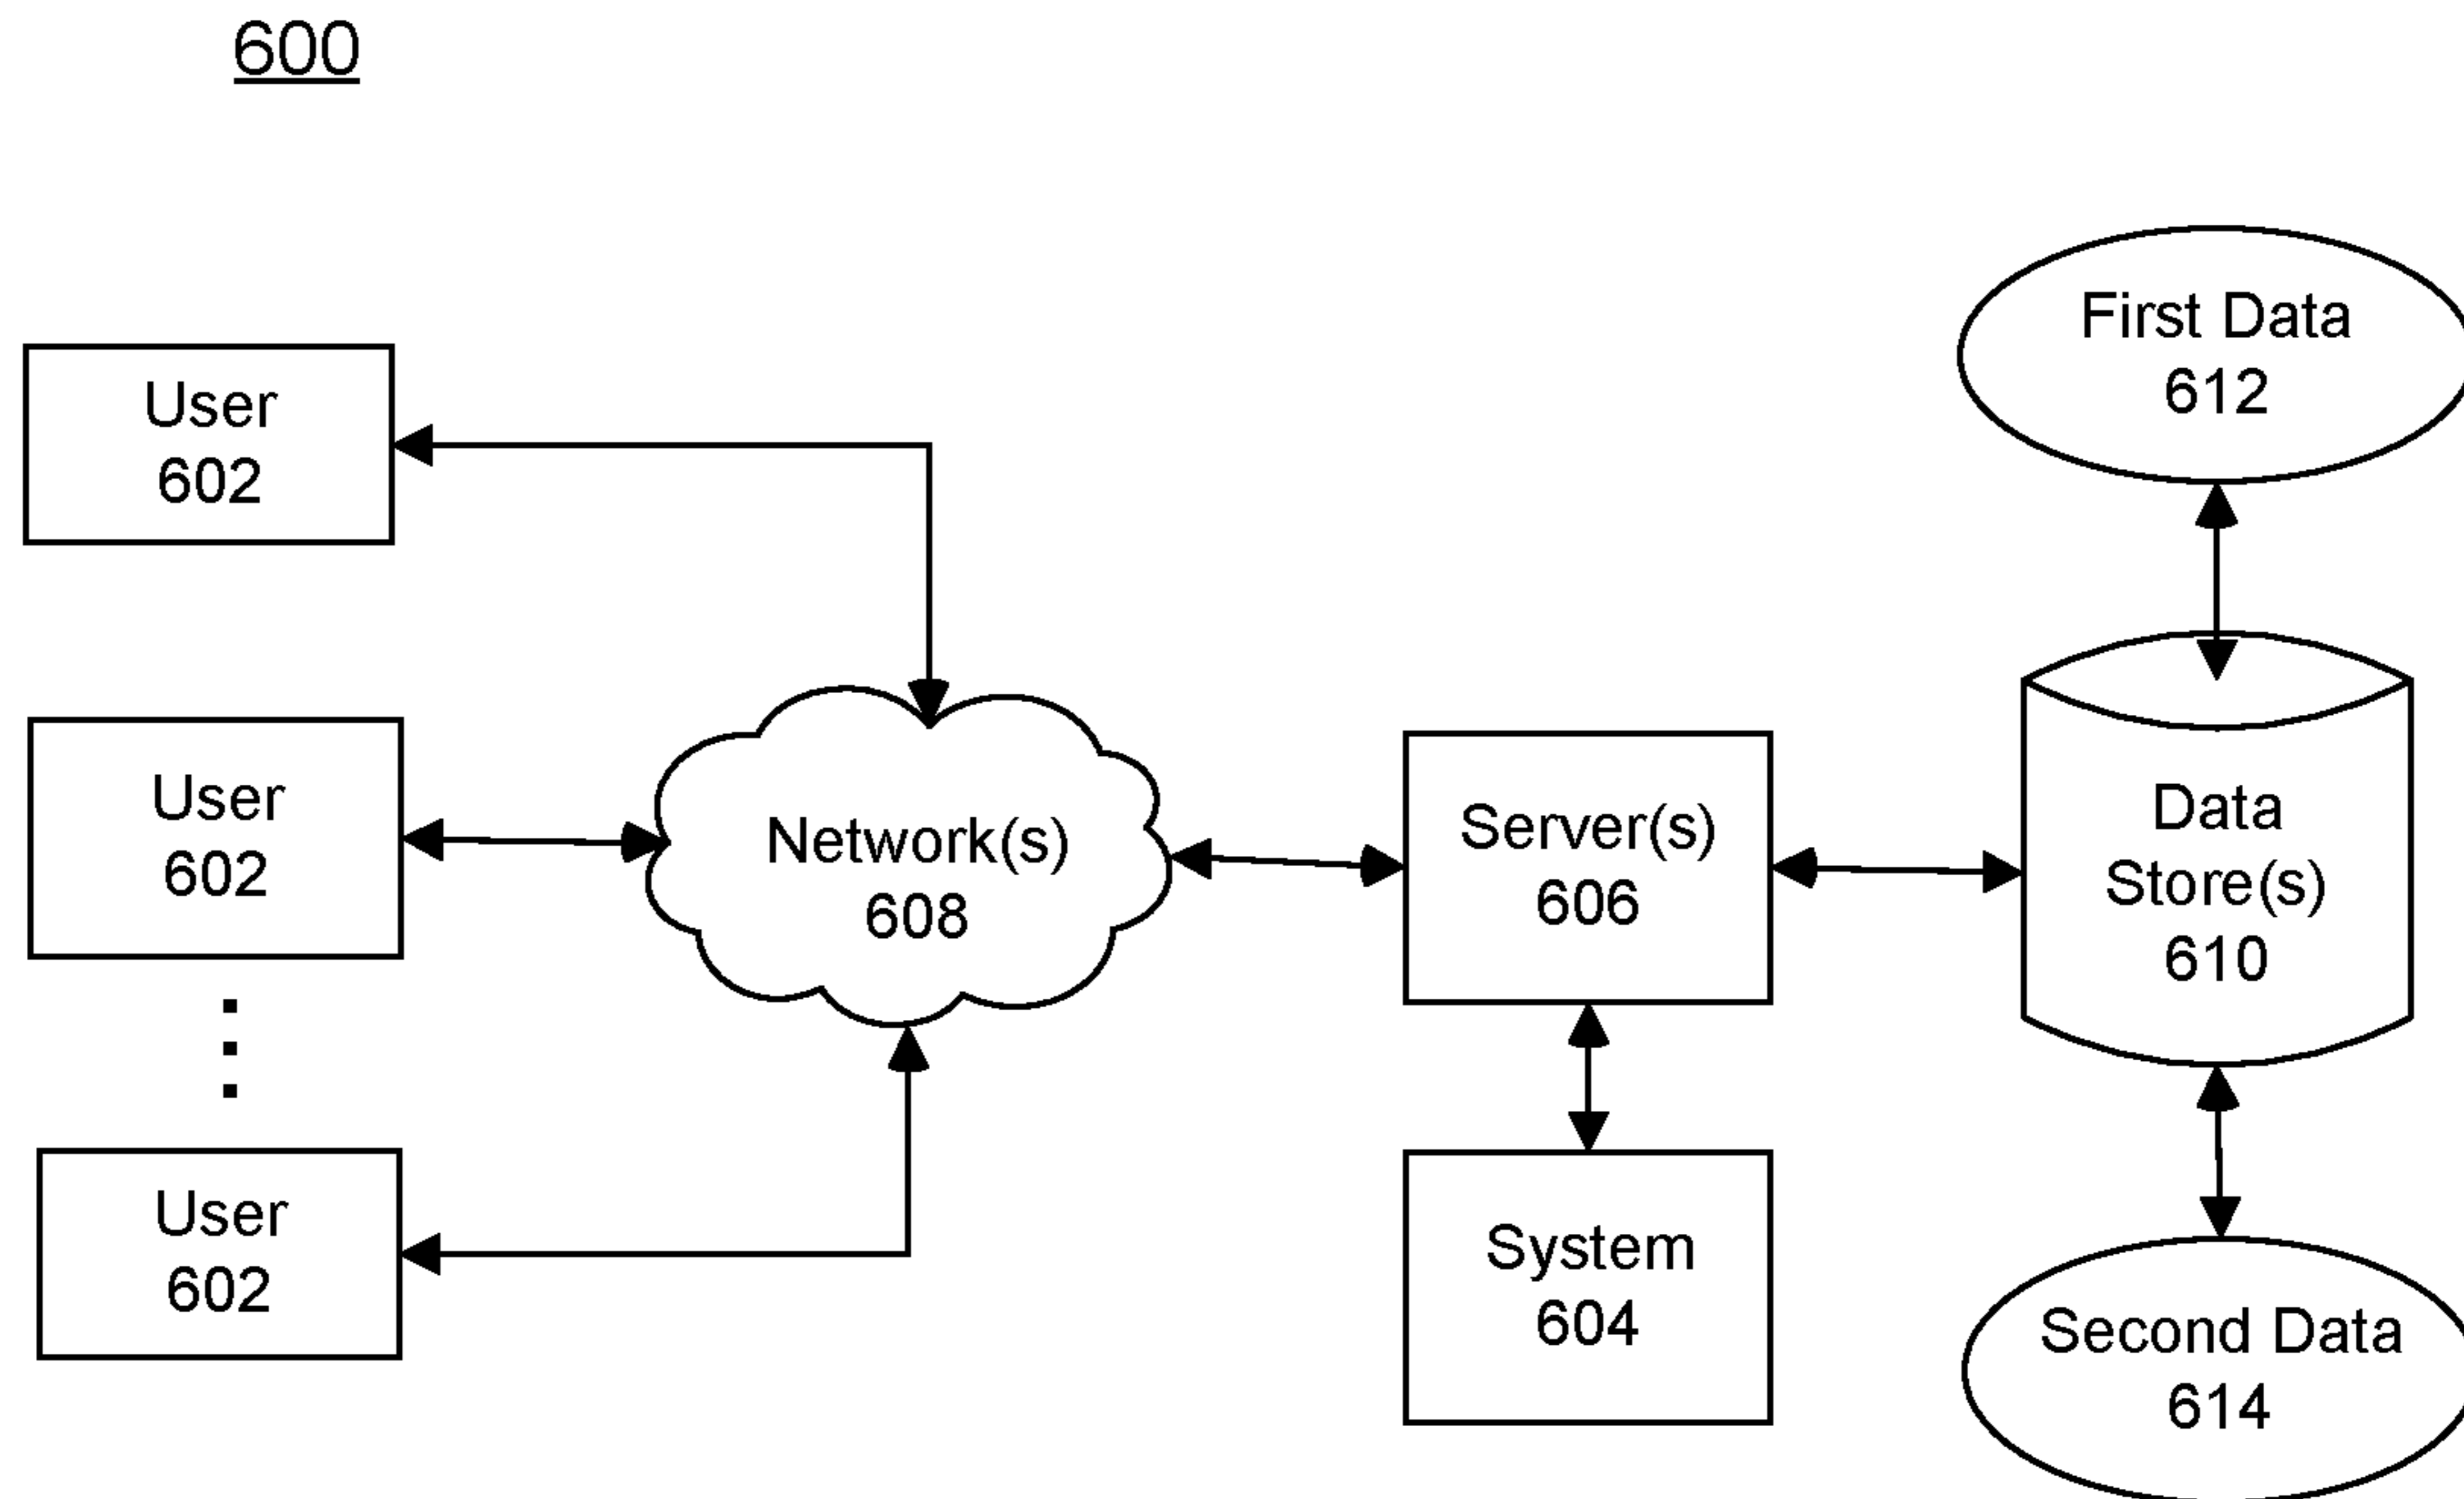 600
User
602
User
602
User
602
Network(s)
608
Server(s)
606
System
604
First Data
612
Data
Store(s)
610
Second Data
614